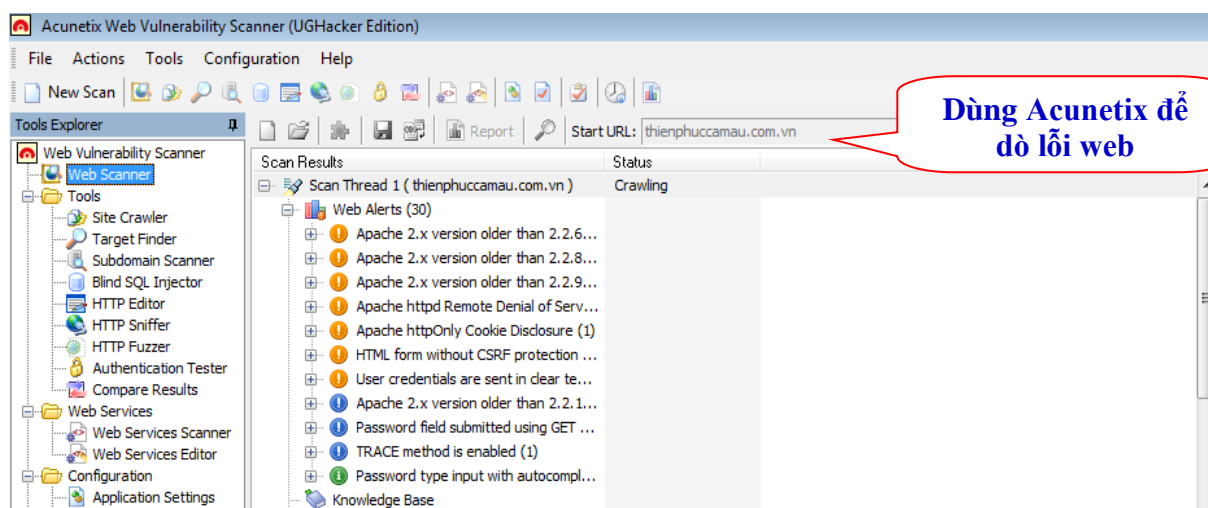 Acunetix Web Vulnerability Scanner (UGHacker Edition)
File Actions Tools Configuration Help
New Scan
Tools Explorer
Report Start URL: thienphuccamau.com.vn
Dùng Acunetix để
dò lỗi web
Web Vulnerability Scanner
Web Scanner
Tools
Site Crawler
Target Finder
Subdomain Scanner
Blind SQL Injector
HTTP Editor
HTTP Sniffer
HTTP Fuzzer
Authentication Tester
Compare Results
Web Services
Web Services Scanner
Web Services Editor
Configuration
Application Settings
Scan Results Status
Scan Thread 1 ( thienphuccamau.com.vn ) Crawling
Web Alerts (30)
Apache 2.x version older than 2.2.6...
Apache 2.x version older than 2.2.8...
Apache 2.x version older than 2.2.9...
Apache httpd Remote Denial of Serv...
Apache httpOnly Cookie Disclosure (1)
HTML form without CSRF protection ...
User credentials are sent in clear te...
Apache 2.x version older than 2.2.1...
Password field submitted using GET ...
TRACE method is enabled (1)
Password type input with autocompl...
Knowledge Base